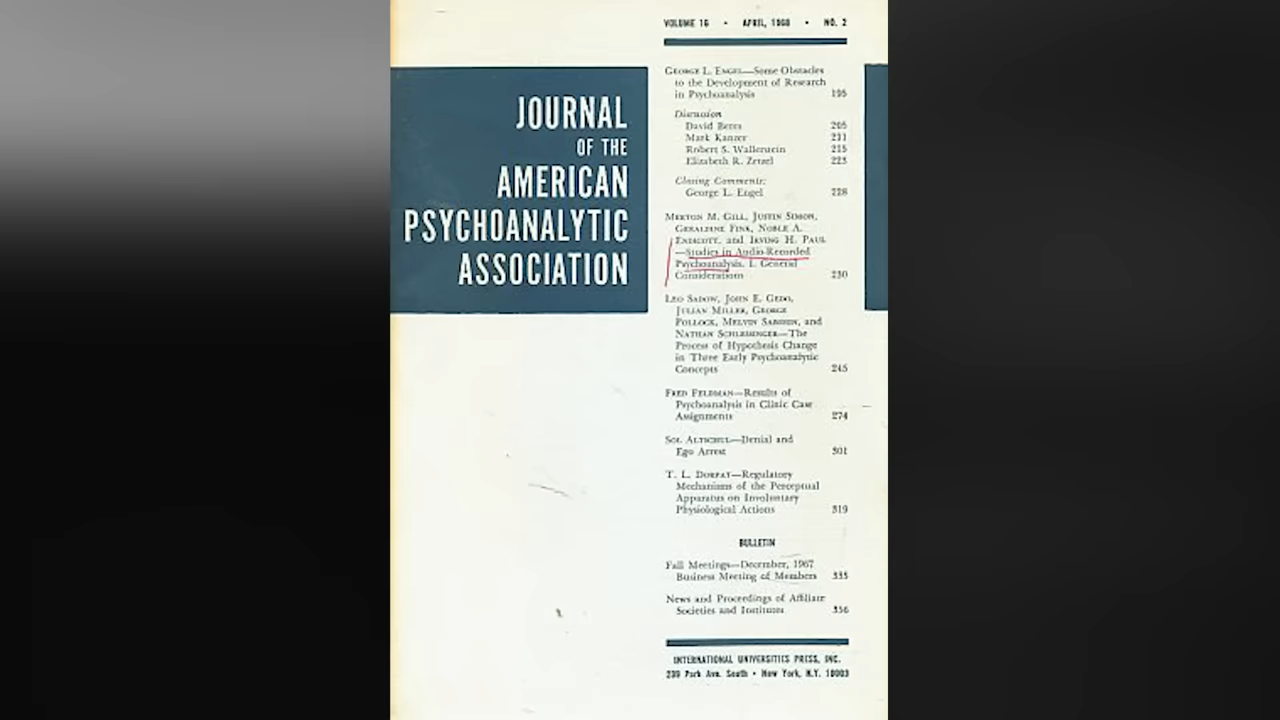 VOLUME 16 • APRIL, 1968 • NO. 2
JOURNAL
OF THE
AMERICAN
PSYCHOANALYTIC
ASSOCIATION
GEORGE L. ENGEL—Some Obstacles
to the Development of Research
in Psychoanalysis 195
Discussion
David Beres 205
Mark Kanzer 211
Robert S. Wallerstein 215
Elizabeth R. Zetzel 223
Closing Comments:
George L. Engel 228
MERTON M. GILL, JUSTIN SIMON,
GERALDINE FINK, NOBLE A.
ENDICOTT, and IRVING H. PAUL
—Studies in Audio-Recorded
Psychoanalysis. I. General
Considerations 230
LEO SADOW, JOHN E. GEDO,
JULIAN MILLER, GEORGE
POLLOCK, MELVIN SABSHIN, and
NATHAN SCHLESSINGER—The
Process of Hypothesis Change
in Three Early Psychoanalytic
Concepts 245
FRED FELDMAN—Results of
Psychoanalysis in Clinic Case
Assignments 274
SOL ALTSCHUL—Denial and
Ego Arrest 301
T. L. DORPAT—Regulatory
Mechanisms of the Perceptual
Apparatus on Involuntary
Physiological Actions 319
BULLETIN
Fall Meetings—December, 1967
Business Meeting of Members 335
News and Proceedings of Affiliate
Societies and Institutes 356
INTERNATIONAL UNIVERSITIES PRESS, INC.
239 Park Ave. South • New York, N.Y. 10003